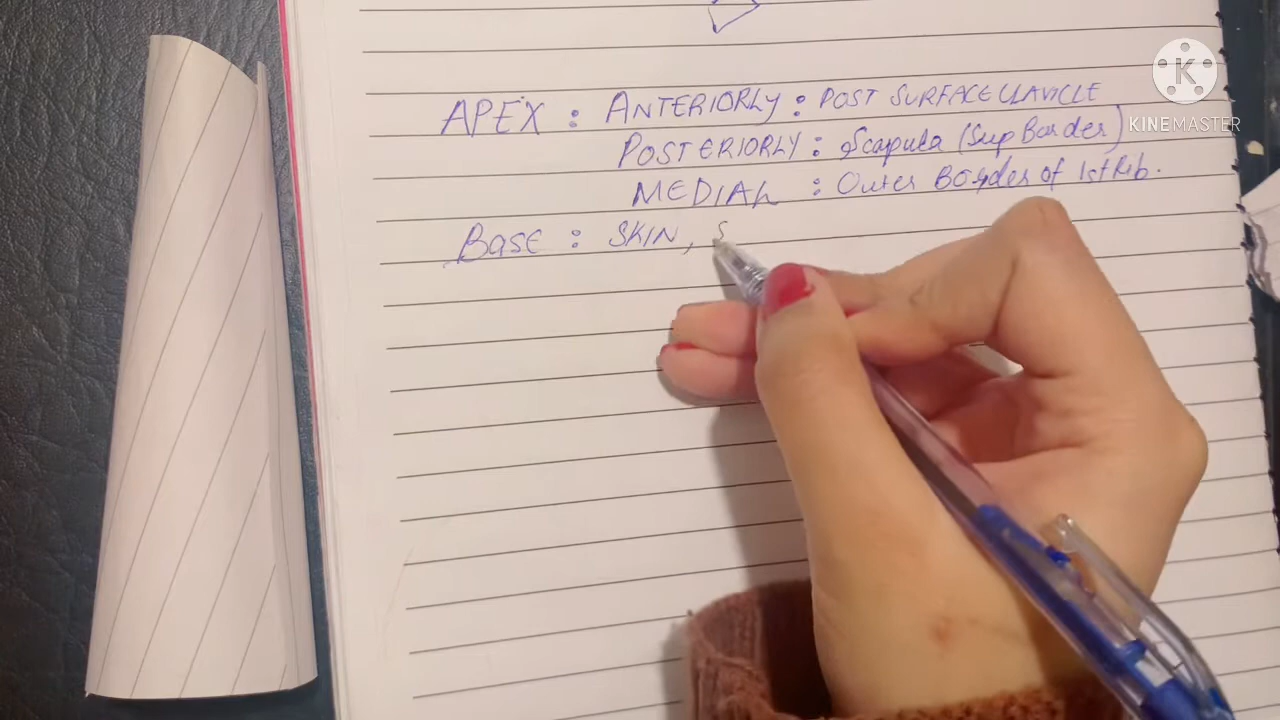 APEX : ANTERIORLY : POST SURFACE CLAVICLE
POSTERIORLY : Scapula (Sup Border)
MEDIAL : Outer Border of 1st Rib.
BASE : SKIN, S
K
KINEMASTER